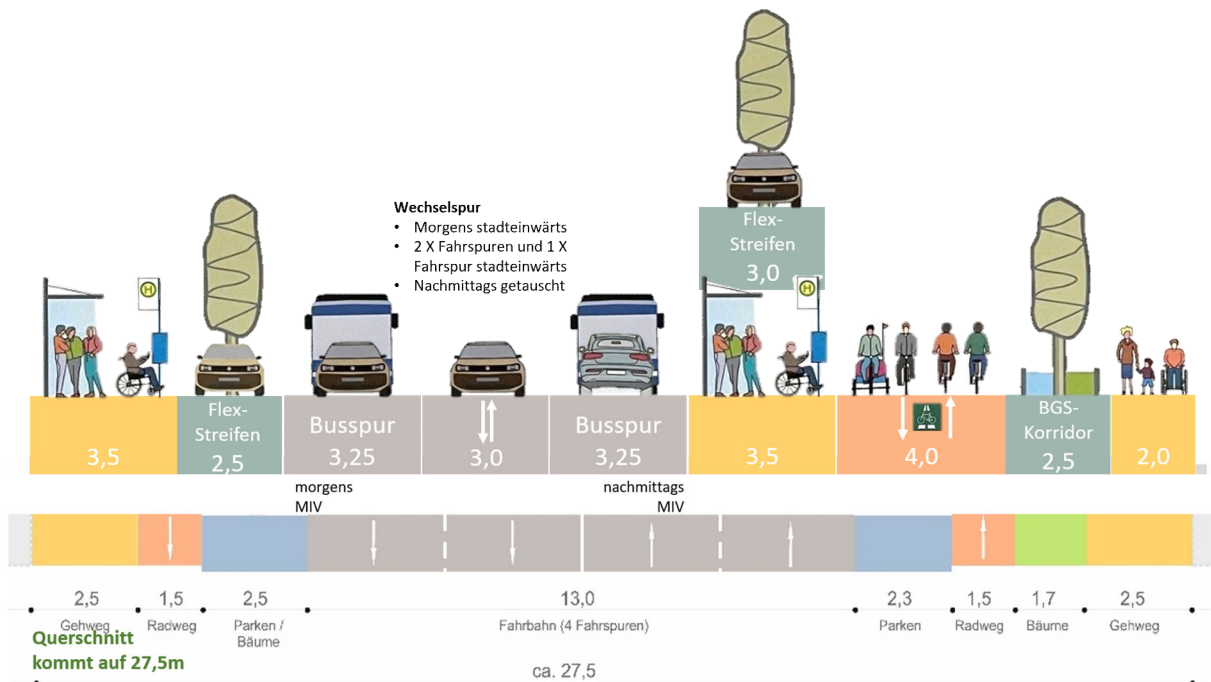 Flex-
Streifen
3,0
Wechselspur
• Morgens stadteinwärts
• 2 X Fahrspuren und 1 X
Fahrspur stadteinwärts
• Nachmittags getauscht
H
H
3,5
Flex-
Streifen
2,5
Busspur
3,25
3,0
Busspur
3,25
3,5
4,0
BGS-
Korridor
2,5
2,0
morgens
MIV
nachmittags
MIV
2,5
1,5
2,5
13,0
2,3
1,5
1,7
2,5
Gehweg
Radweg
Parken /
Bäume
Fahrbahn (4 Fahrspuren)
Parken
Radweg
Bäume
Gehweg
Querschnitt
kommt auf 27,5m
ca. 27,5